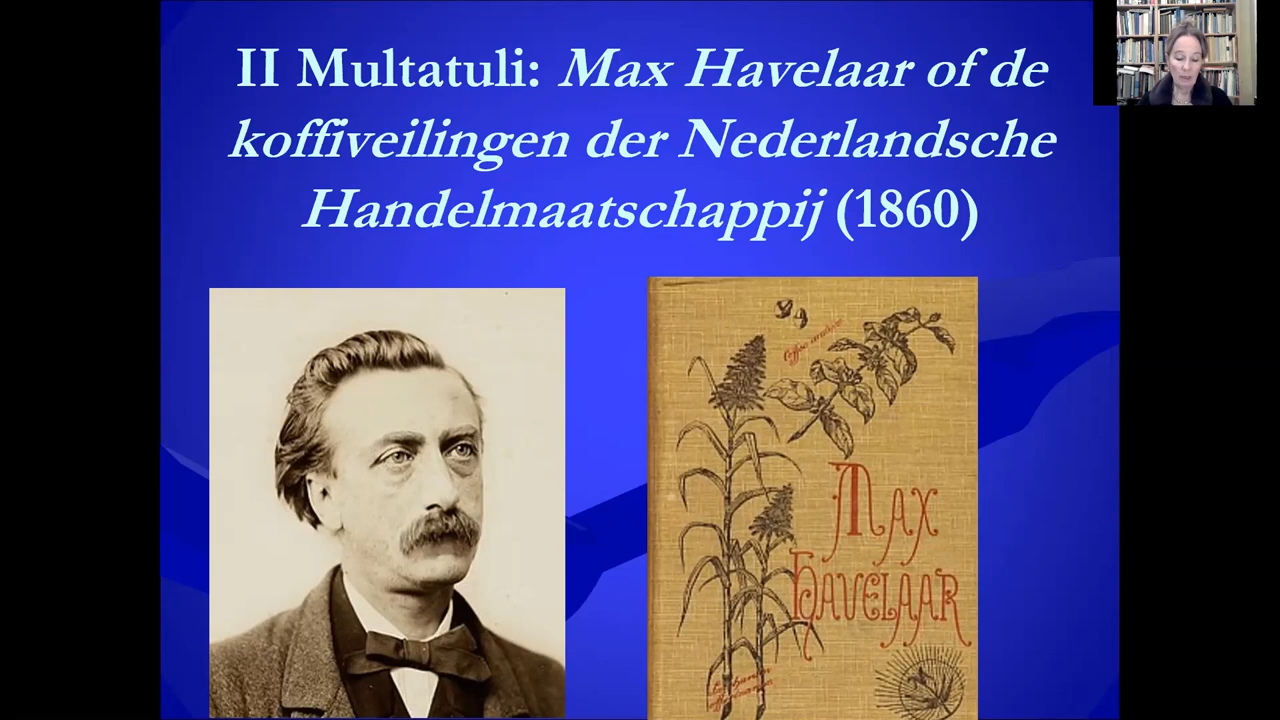 II Multatuli: Max Havelaar of de
koffiveilingen der Nederlandsche
Handelmaatschappij (1860)
MAX
HAVELAAR